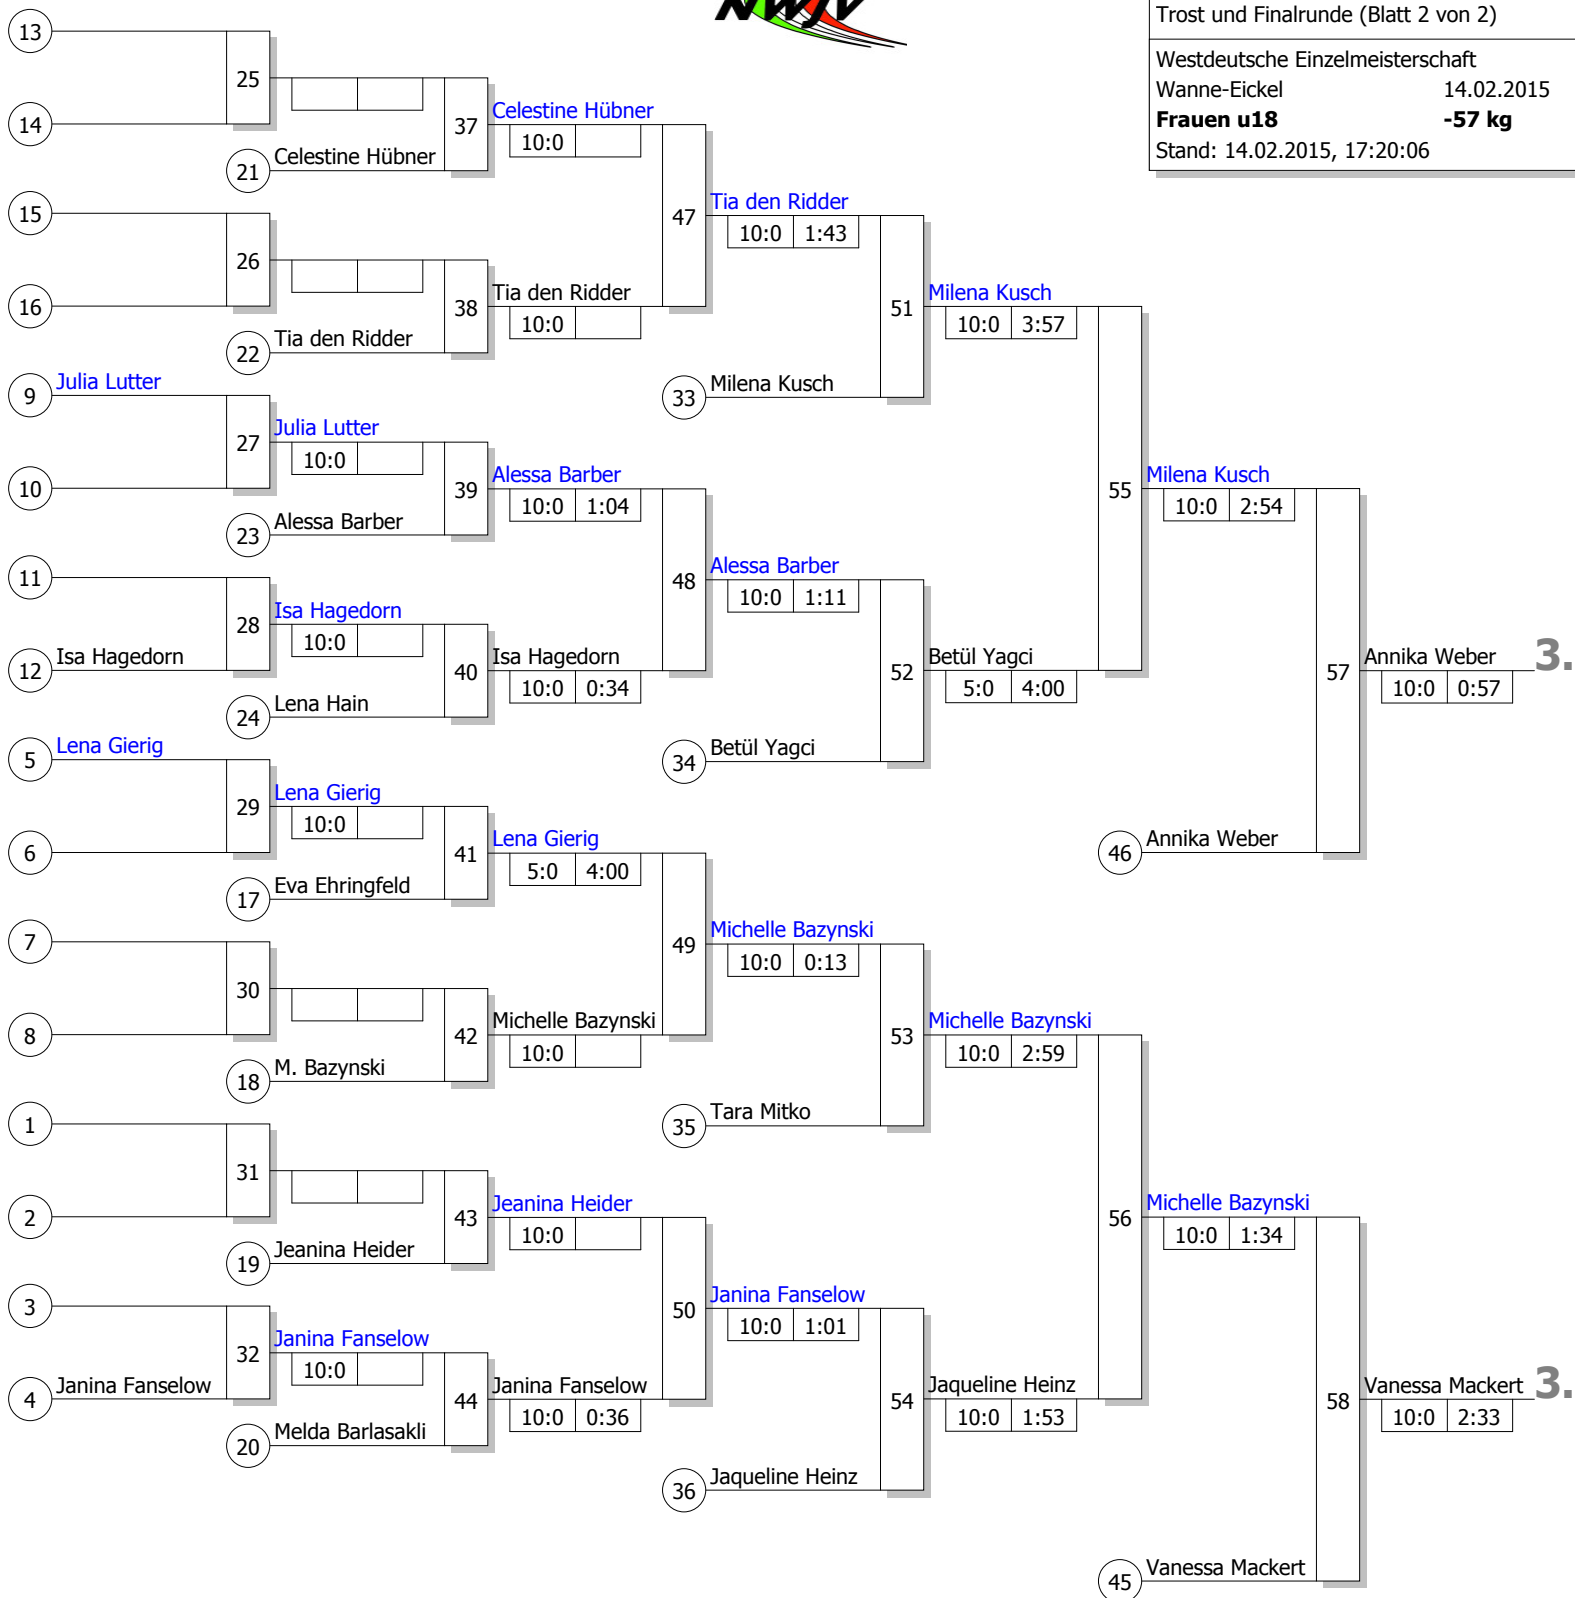 NWJV
Trost und Finalrunde (Blatt 2 von 2)
Westdeutsche Einzelmeisterschaft
Wanne-Eickel 14.02.2015
Frauen u18 -57 kg
Stand: 14.02.2015, 17:20:06
13
25
14
37
Celestine Hübner
10:0
21
Celestine Hübner
15
47
Tia den Ridder
10:0 1:43
26
16
38
Tia den Ridder
10:0
22
Tia den Ridder
51
Milena Kusch
10:0 3:57
9
Julia Lutter
33
Milena Kusch
27
Julia Lutter
10:0
10
39
Alessa Barber
10:0 1:04
55
Milena Kusch
10:0 2:54
23
Alessa Barber
11
48
Alessa Barber
10:0 1:11
28
Isa Hagedorn
10:0
12
Isa Hagedorn
40
Isa Hagedorn
10:0 0:34
52
Betül Yagci
5:0 4:00
57
Annika Weber
10:0 0:57
3.
24
Lena Hain
5
Lena Gierig
34
Betül Yagci
29
Lena Gierig
10:0
6
41
Lena Gierig
5:0 4:00
46
Annika Weber
17
Eva Ehringfeld
7
49
Michelle Bazynski
10:0 0:13
30
8
42
Michelle Bazynski
10:0
53
Michelle Bazynski
10:0 2:59
18
M. Bazynski
1
35
Tara Mitko
31
2
43
Jeanina Heider
10:0
56
Michelle Bazynski
10:0 1:34
19
Jeanina Heider
3
50
Janina Fanselow
10:0 1:01
32
Janina Fanselow
10:0
4
Janina Fanselow
44
Janina Fanselow
10:0 0:36
54
Jaqueline Heinz
10:0 1:53
58
Vanessa Mackert
10:0 2:33
3.
20
Melda Barlasakli
36
Jaqueline Heinz
45
Vanessa Mackert